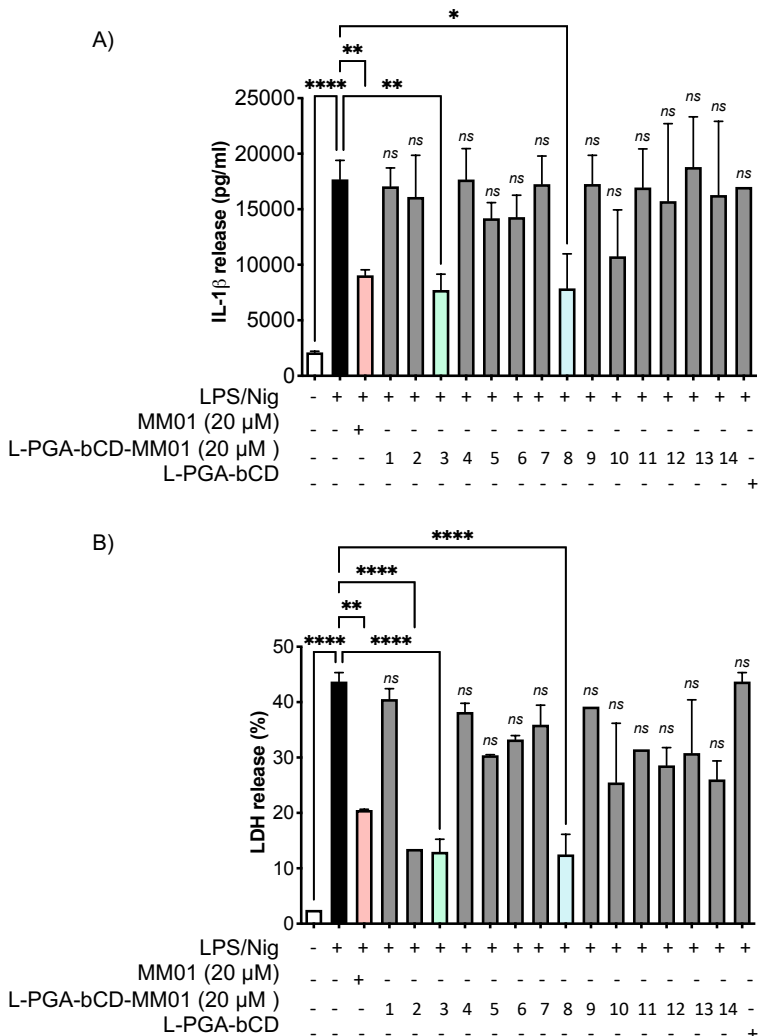 A)
*
**
**** **
IL-1β release (pg/ml)
25000
20000
15000
10000
5000
0
ns ns ns ns ns ns ns ns ns ns ns ns ns
LPS/Nig - + + + + + + + + + + + + + + + + +
MM01 (20 µM) - - + - - - - - - - - - - - - - - -
L-PGA-bCD-MM01 (20 µM ) - - - 1 2 3 4 5 6 7 8 9 10 11 12 13 14 -
L-PGA-bCD - - - - - - - - - - - - - - - - - +
B)
****
****
**
**** ****
LDH release (%)
50
40
30
20
10
0
ns ns ns ns ns ns ns ns ns ns ns ns
LPS/Nig - + + + + + + + + + + + + + + + + +
MM01 (20 µM) - - + - - - - - - - - - - - - - - -
L-PGA-bCD-MM01 (20 µM ) - - - 1 2 3 4 5 6 7 8 9 10 11 12 13 14 -
L-PGA-bCD - - - - - - - - - - - - - - - - - +